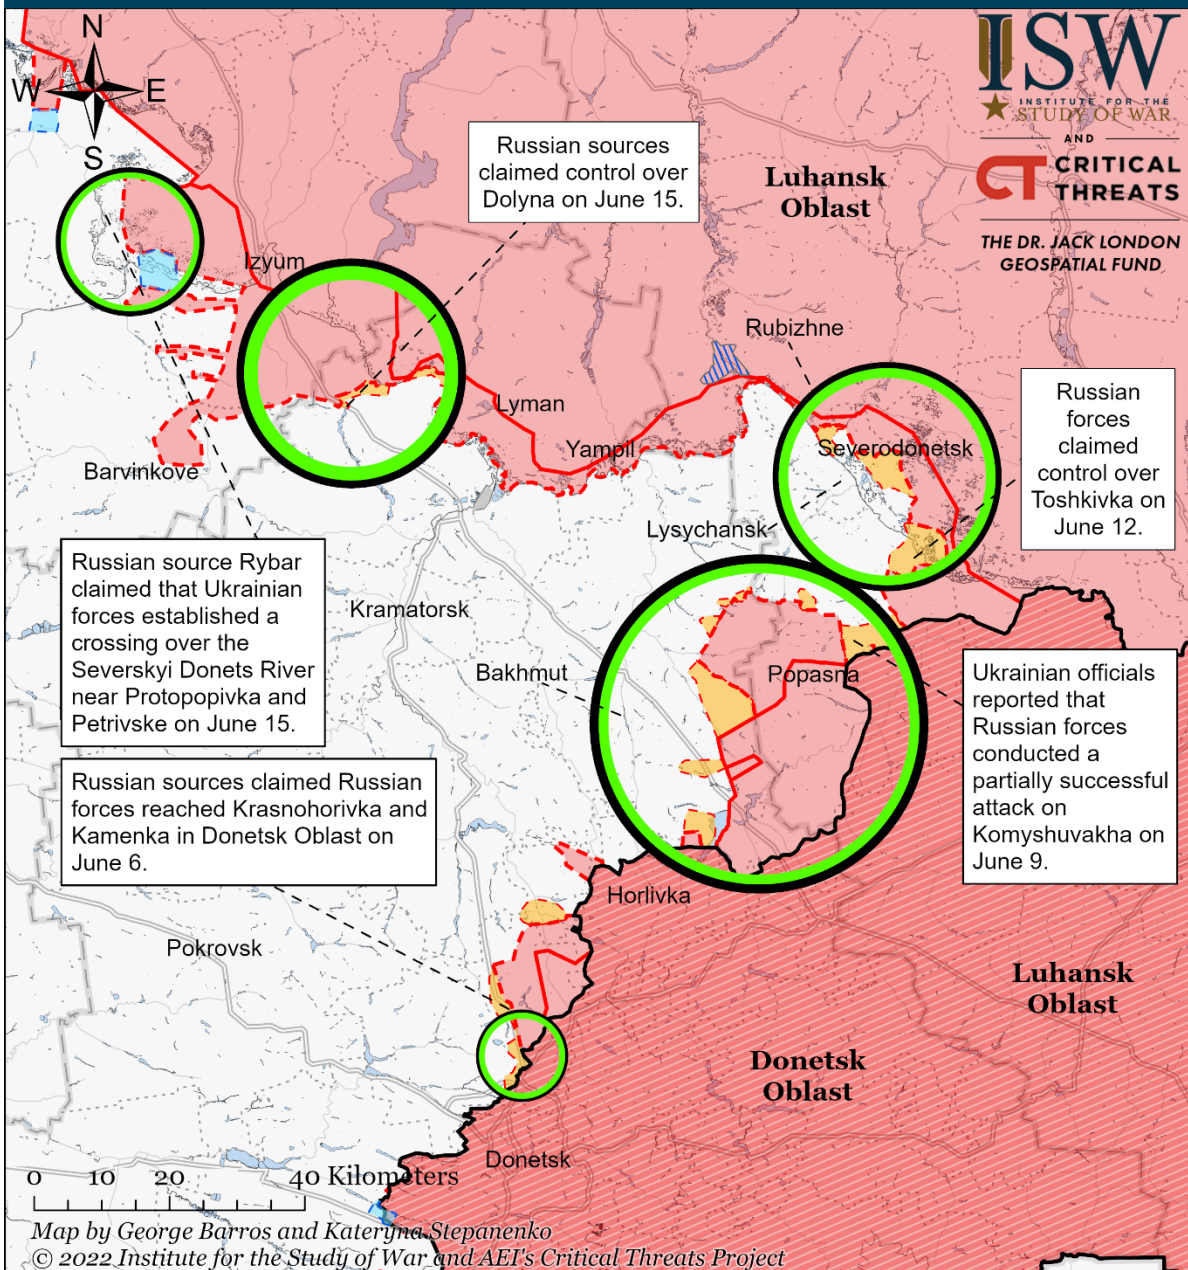 N
W
E
S
ISW
INSTITUTE FOR THE
STUDY OF WAR
AND
CT CRITICAL
THREATS
THE DR. JACK LONDON
GEOSPATIAL FUND
Russian sources
claimed control over
Dolyna on June 15.
Luhansk
Oblast
Izyum
Rubizhne
Lyman
Yampil
Severodonetsk
Barvinkove
Lysychansk
Russian
forces
claimed
control over
Toshkivka on
June 12.
Russian source Rybar
claimed that Ukrainian
forces established a
crossing over the
Severskyi Donets River
near Protopopivka and
Petrivske on June 15.
Kramatorsk
Bakhmut
Popasna
Ukrainian officials
reported that
Russian forces
conducted a
partially successful
attack on
Komyshuvakha on
June 9.
Russian sources claimed Russian
forces reached Krasnohorivka and
Kamenka in Donetsk Oblast on
June 6.
Horlivka
Pokrovsk
Luhansk
Oblast
Donetsk
Oblast
Donetsk
0 10 20 40 Kilometers
Map by George Barros and Kateryna Stepanenko
© 2022 Institute for the Study of War and AEI's Critical Threats Project